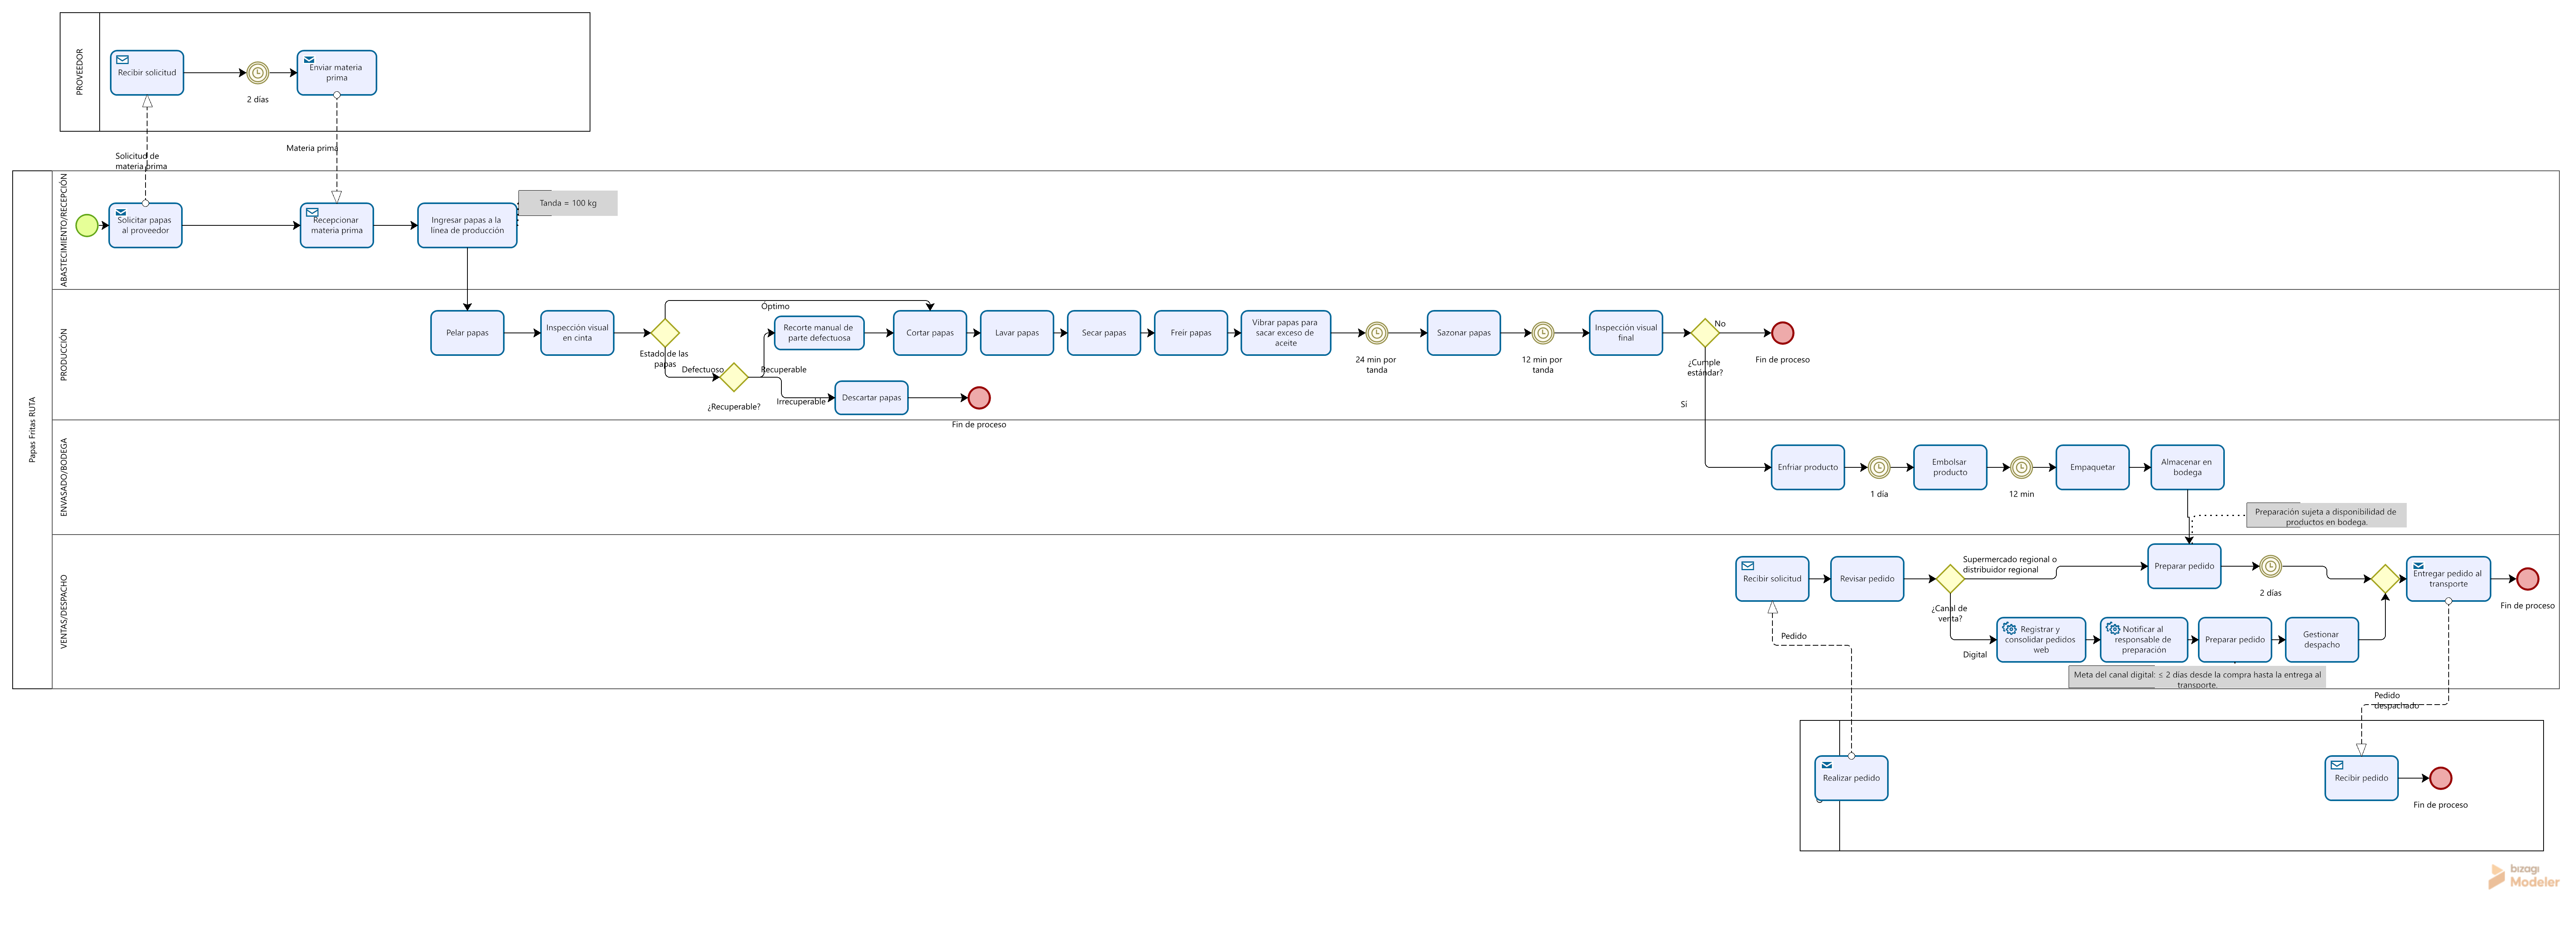 PROVEEDOR
Recibir solicitud
2 días
Enviar materia
prima
Solicitud de
materia prima
Materia prima
Papas Fritas RUTA
ABASTECIMIENTO/RECEPCIÓN
Solicitar papas
al proveedor
Recepcionar
materia prima
Ingresar papas a la
línea de producción
Tanda = 100 kg
PRODUCCIÓN
Pelar papas
Inspección visual
en cinta
Estado de las
papas
Óptimo
Defectuoso
¿Recuperable?
Recuperable
Irrecuperable
Recorte manual de
parte defectuosa
Descartar papas
Fin de proceso
Cortar papas
Lavar papas
Secar papas
Freír papas
Vibrar papas para
sacar exceso de
aceite
24 min por
tanda
Sazonar papas
12 min por
tanda
Inspección visual
final
¿Cumple
estándar?
No
Fin de proceso
Sí
ENVASADO/BODEGA
Enfriar producto
1 día
Embolsar
producto
12 min
Empaquetar
Almacenar en
bodega
Preparación sujeta a disponibilidad de
productos en bodega.
VENTAS/DESPACHO
Recibir solicitud
Revisar pedido
¿Canal de
venta?
Supermercado regional o
distribuidor regional
Digital
Preparar pedido
2 días
Registrar y
consolidar pedidos
web
Notificar al
responsable de
preparación
Preparar pedido
Gestionar
despacho
Meta del canal digital: ≤ 2 días desde la compra hasta la entrega al
transporte.
Entregar pedido al
transporte
Fin de proceso
Pedido
Pedido
despachado
Realizar pedido
Recibir pedido
Fin de proceso
bizagi
Modeler